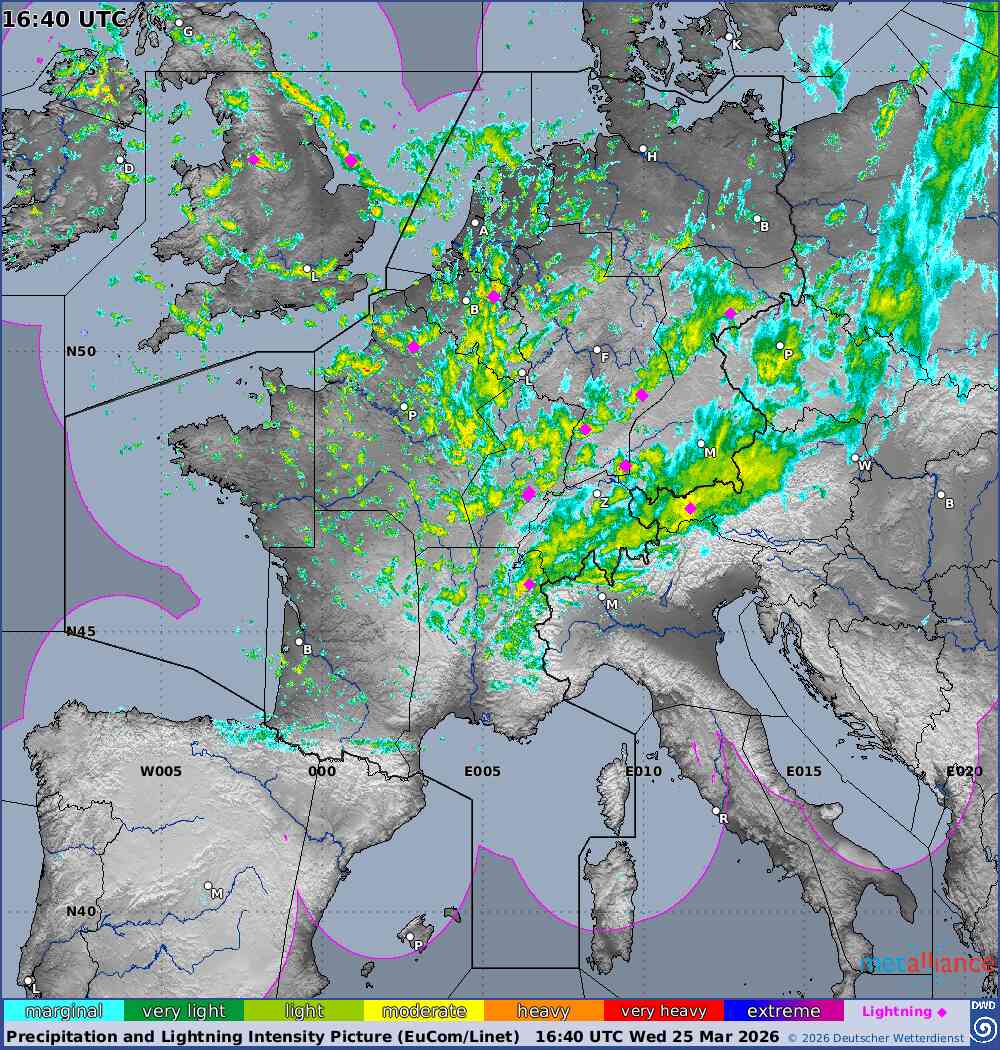 16:40 UTC
G
K
D
H
A
B
L
B
N50
F
P
L
P
M
W
Z
B
M
N45
B
W005
000
E005
E010
E015
E020
R
M
N40
P
L
metalliance
marginal
very light
light
moderate
heavy
very heavy
extreme
Lightning
DWD
Precipitation and Lightning Intensity Picture (EuCom/Linet) 16:40 UTC Wed 25 Mar 2026 © 2026 Deutscher Wetterdienst